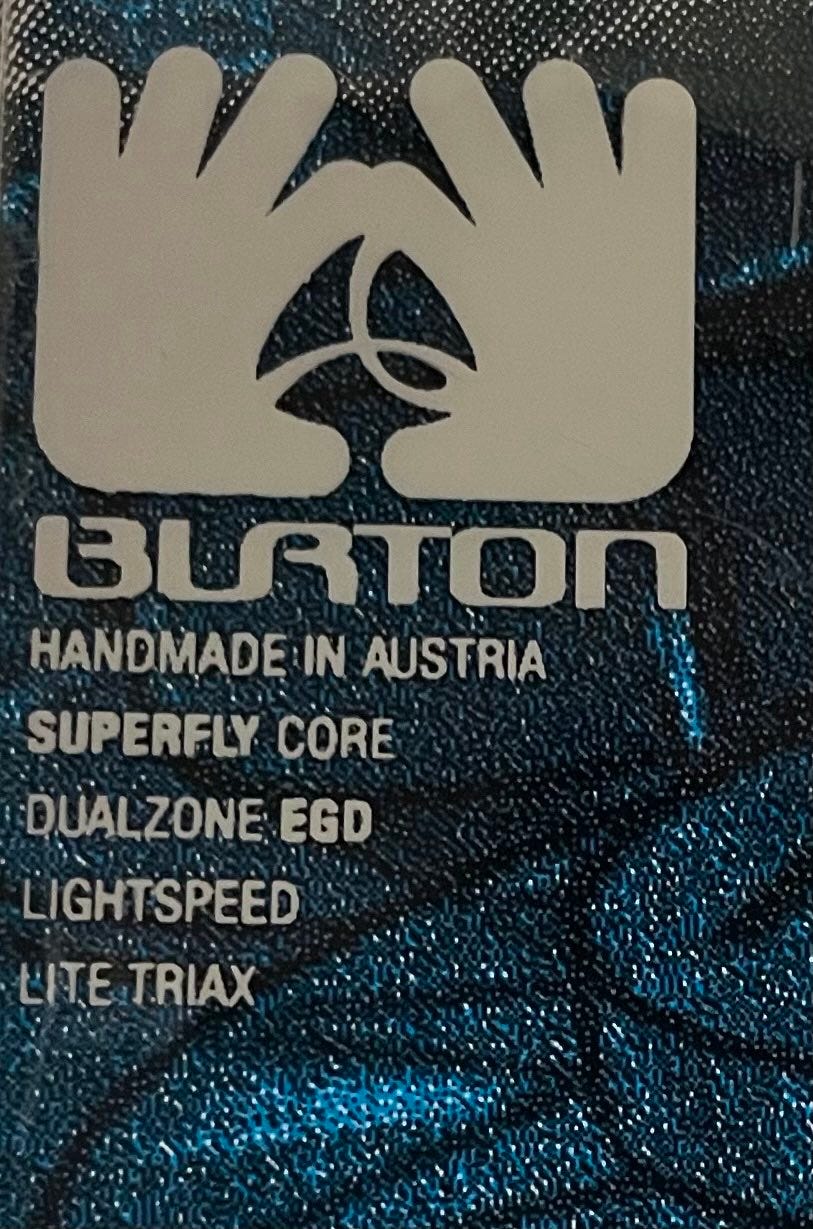 BURTON
HANDMADE IN AUSTRIA
SUPERFLY CORE
DUALZONE EGD
LIGHTSPEED
LITE TRIAX